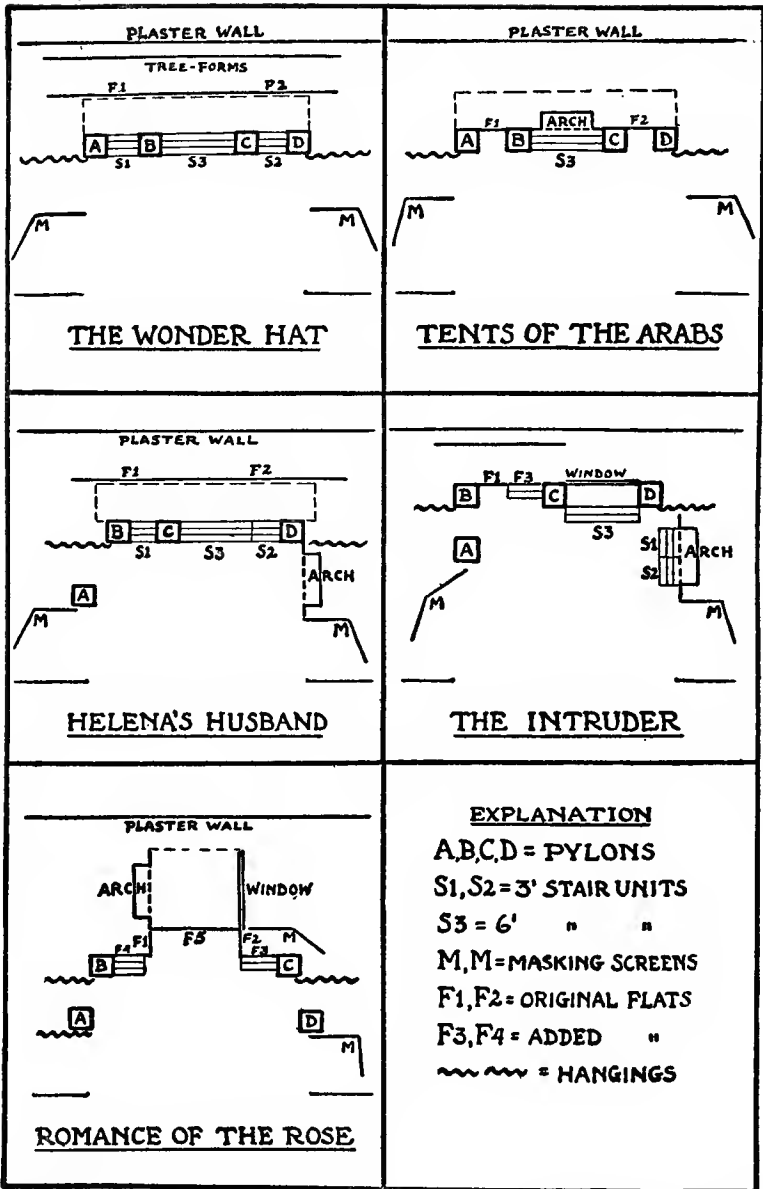 PLASTER WALL
TREE-FORMS
F1 F2
A B C D
S1 S3 S2
M M
THE WONDER HAT
PLASTER WALL
F1 ARCH F2
A B C D
S3
M M
TENTS OF THE ARABS
PLASTER WALL
F1 F2
B C D
S1 S3 S2
ARCH
A
M M
HELENA'S HUSBAND
F1 F3 WINDOW
B C D
S3
A
S1 ARCH
S2
M M
THE INTRUDER
PLASTER WALL
ARCH WINDOW
F1 F5 F2 M
F4 F3
B C
A D
M
ROMANCE OF THE ROSE
EXPLANATION
A,B,C,D = PYLONS
S1, S2 = 3' STAIR UNITS
S3 = 6' " "
M,M = MASKING SCREENS
F1, F2 = ORIGINAL FLATS
F3, F4 = ADDED "
= HANGINGS